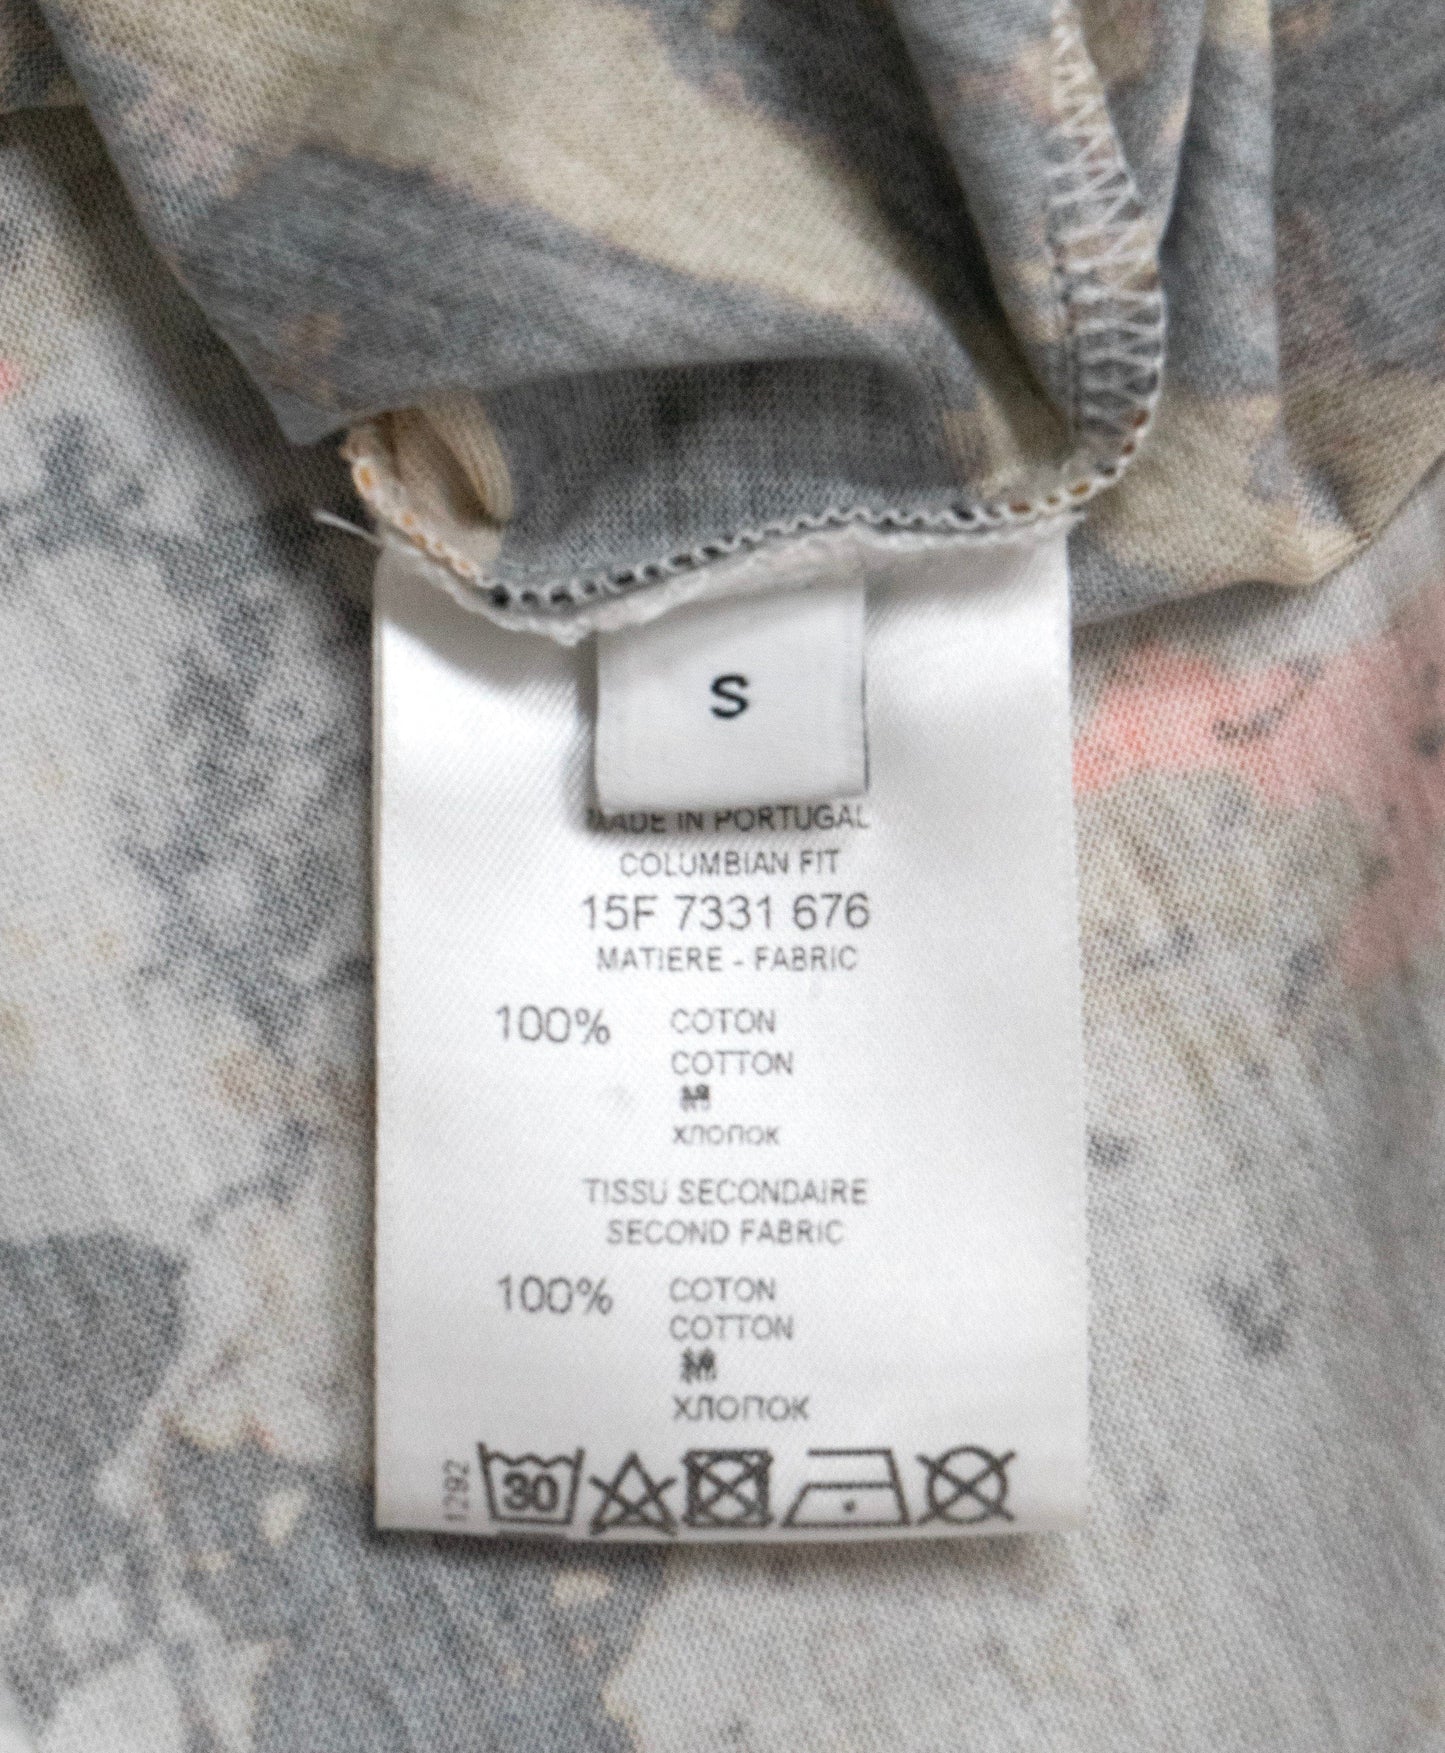 S
MADE IN PORTUGAL
COLUMBIAN FIT
15F 7331 676
MATIERE - FABRIC
100% COTON
COTTON
棉
ХЛОПОК
TISSU SECONDAIRE
SECOND FABRIC
100% COTON
COTTON
棉
ХЛОПОК
1292
30